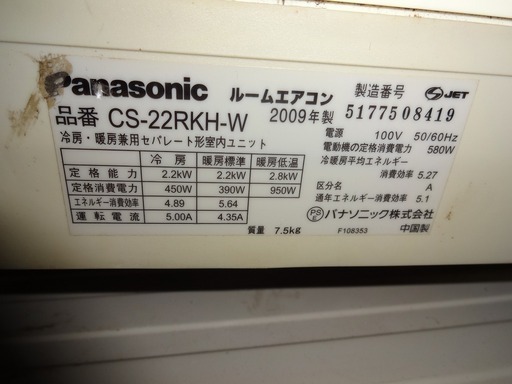 Panasonic ルームエアコン 製造番号 JET
品番 CS-22RKH-W 2009年製 5177508419
冷房・暖房兼用セパレート形室内ユニット
電源 100V 50/60Hz
電動機の定格消費電力 580W
冷暖房平均エネルギー
消費効率 5.27
区分名 A
通年エネルギー消費効率 5.1
冷房 暖房標準 暖房低温
定格能力 2.2kW 2.2kW 2.8kW
定格消費電力 450W 390W 950W
エネルギー消費効率 4.89 5.64
運転電流 5.00A 4.35A
質量 7.5kg
PS E パナソニック株式会社
F108353 中国製